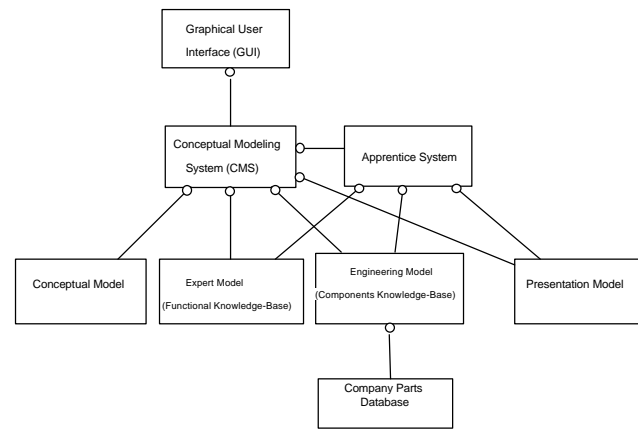 Graphical User
Interface (GUI)
Conceptual Modeling
System (CMS)
Apprentice System
Conceptual Model
Expert Model
(Functional Knowledge-Base)
Engineering Model
(Components Knowledge-Base)
Presentation Model
Company Parts
Database